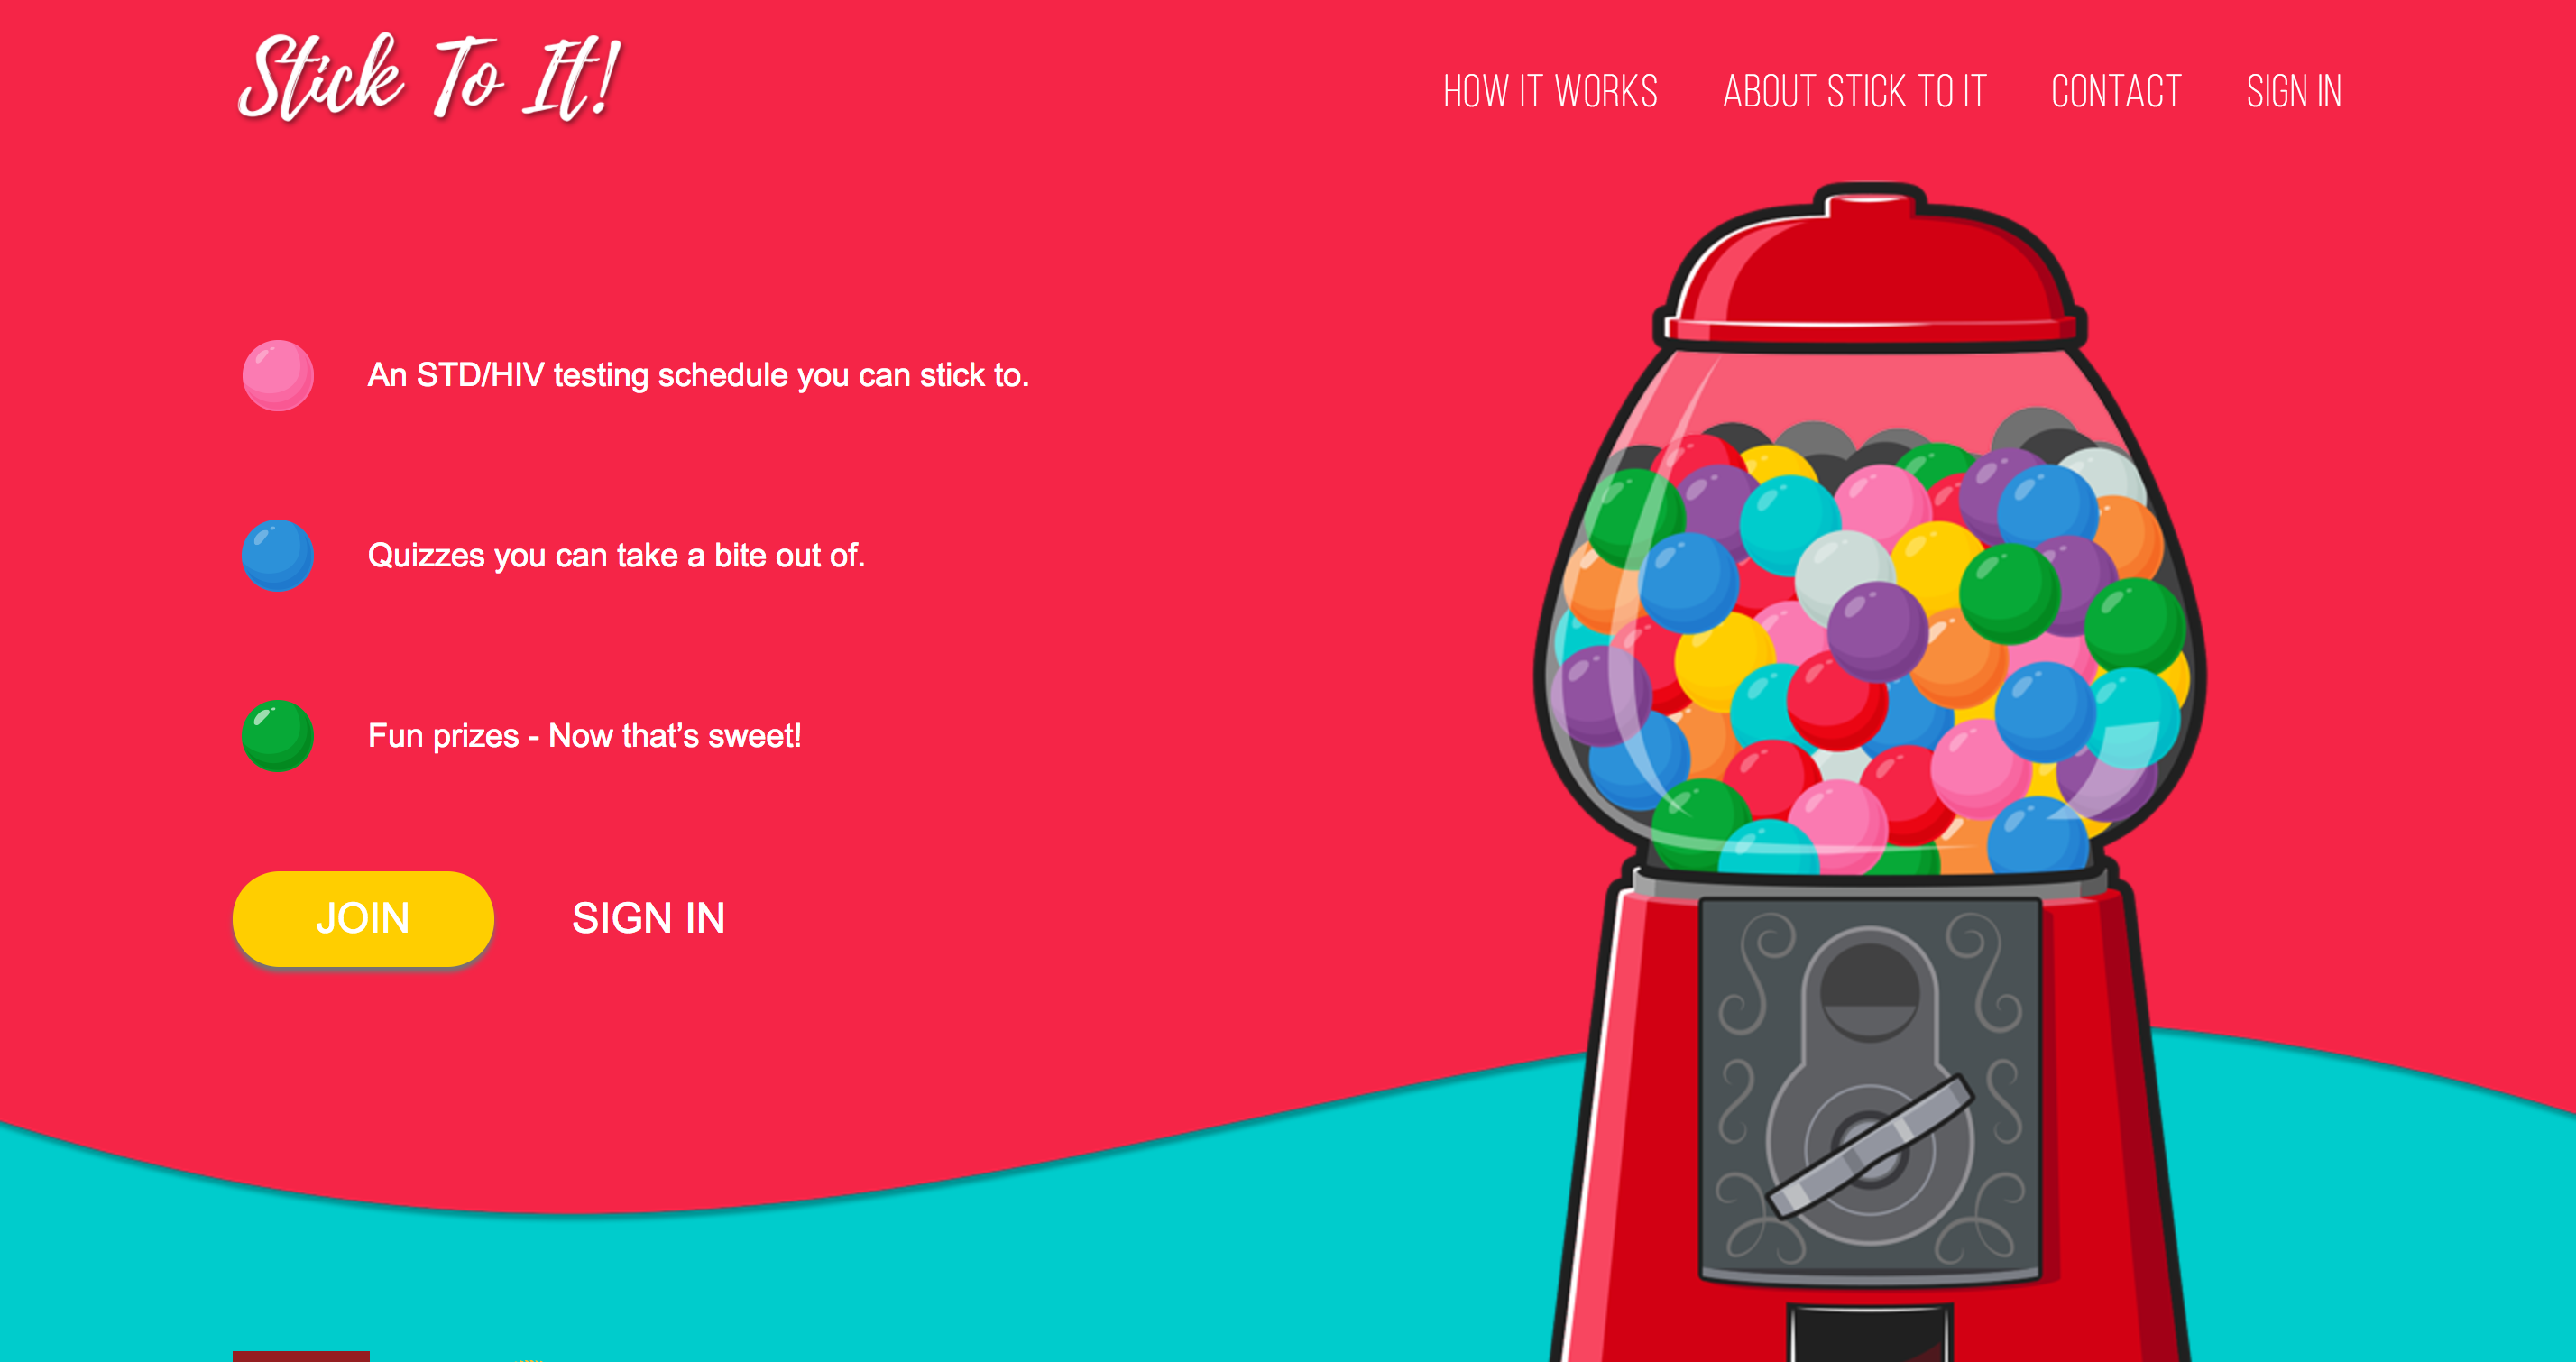 Stick To It!
HOW IT WORKS
ABOUT STICK TO IT
CONTACT
SIGN IN
An STD/HIV testing schedule you can stick to.
Quizzes you can take a bite out of.
Fun prizes - Now that’s sweet!
JOIN
SIGN IN